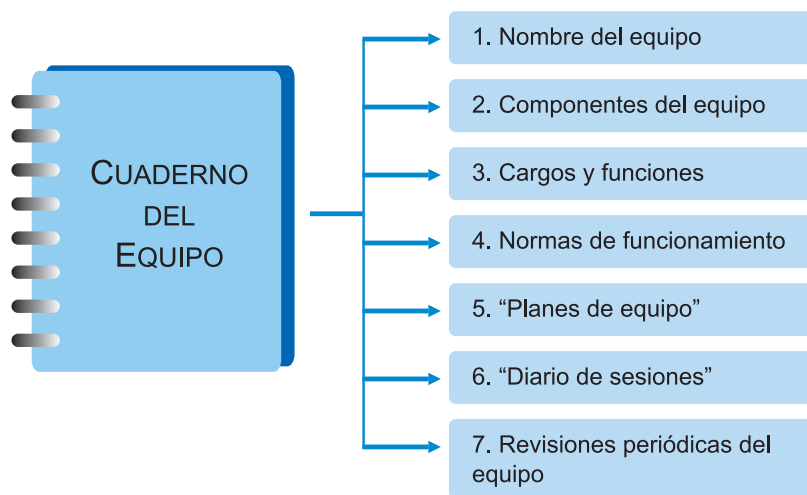 CUADERNO
DEL
EQUIPO
1. Nombre del equipo
2. Componentes del equipo
3. Cargos y funciones
4. Normas de funcionamiento
5. “Planes de equipo”
6. “Diario de sesiones”
7. Revisiones periódicas del
equipo